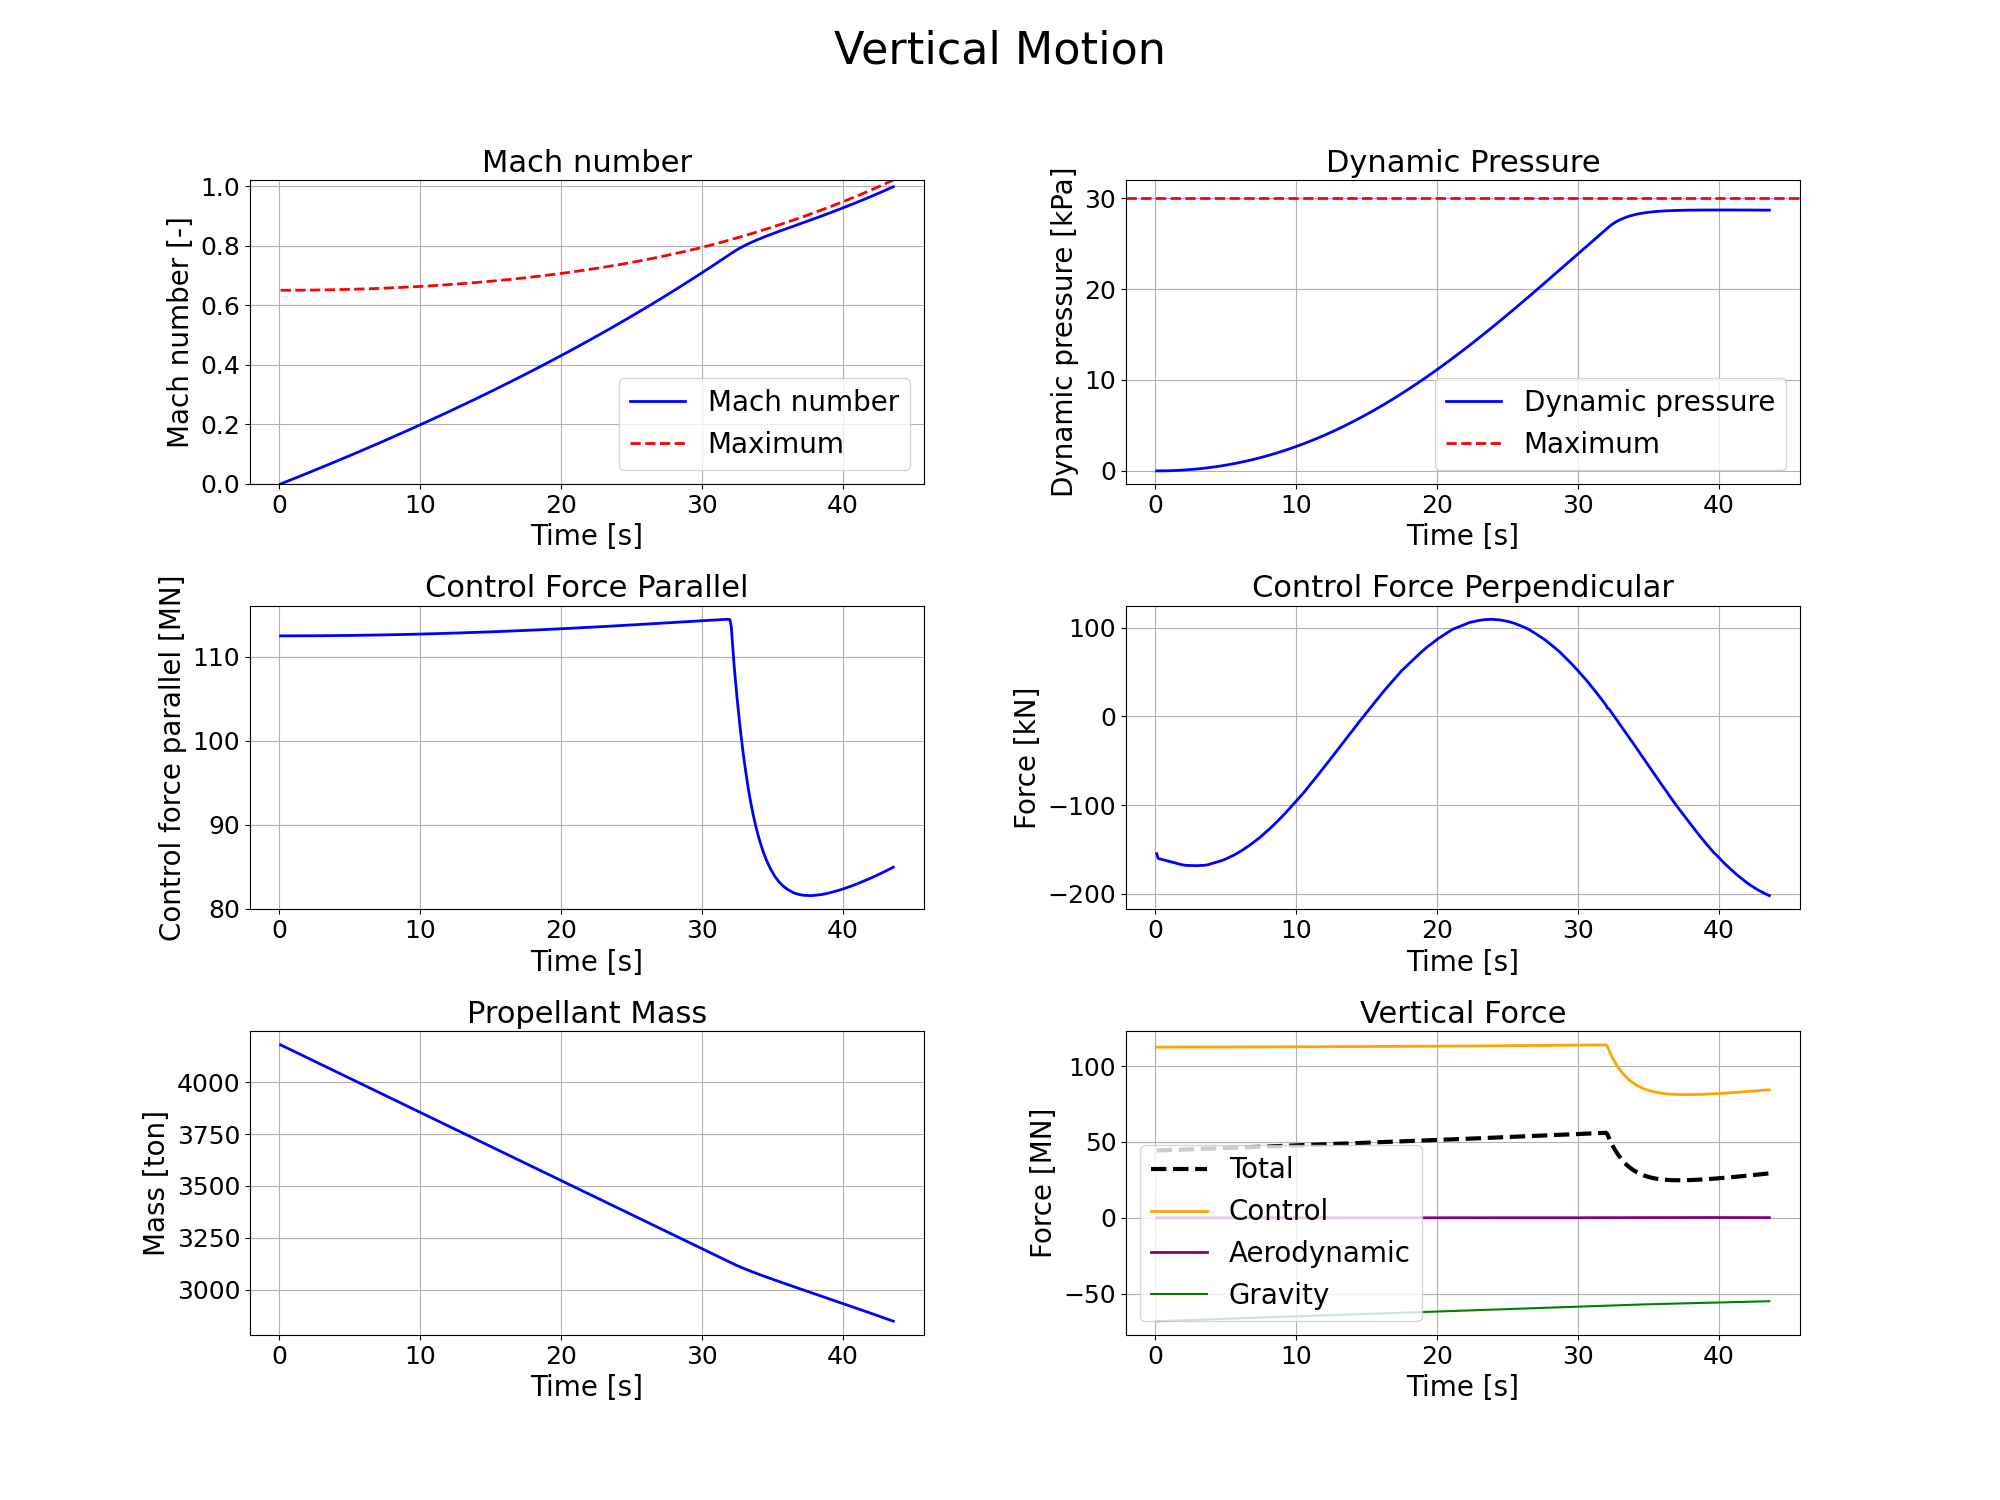 Vertical Motion
Mach number
Mach number [-]
1.0
0.8
0.6
0.4
0.2
0.0
Mach number
Maximum
0 10 20 30 40
Time [s]
Dynamic Pressure
Dynamic pressure [kPa]
30
20
10
0
Dynamic pressure
Maximum
0 10 20 30 40
Time [s]
Control Force Parallel
Control force parallel [MN]
110
100
90
80
0 10 20 30 40
Time [s]
Control Force Perpendicular
Force [kN]
100
0
−100
−200
0 10 20 30 40
Time [s]
Propellant Mass
Mass [ton]
4000
3750
3500
3250
3000
0 10 20 30 40
Time [s]
Vertical Force
Force [MN]
100
50
0
−50
Total
Control
Aerodynamic
Gravity
0 10 20 30 40
Time [s]